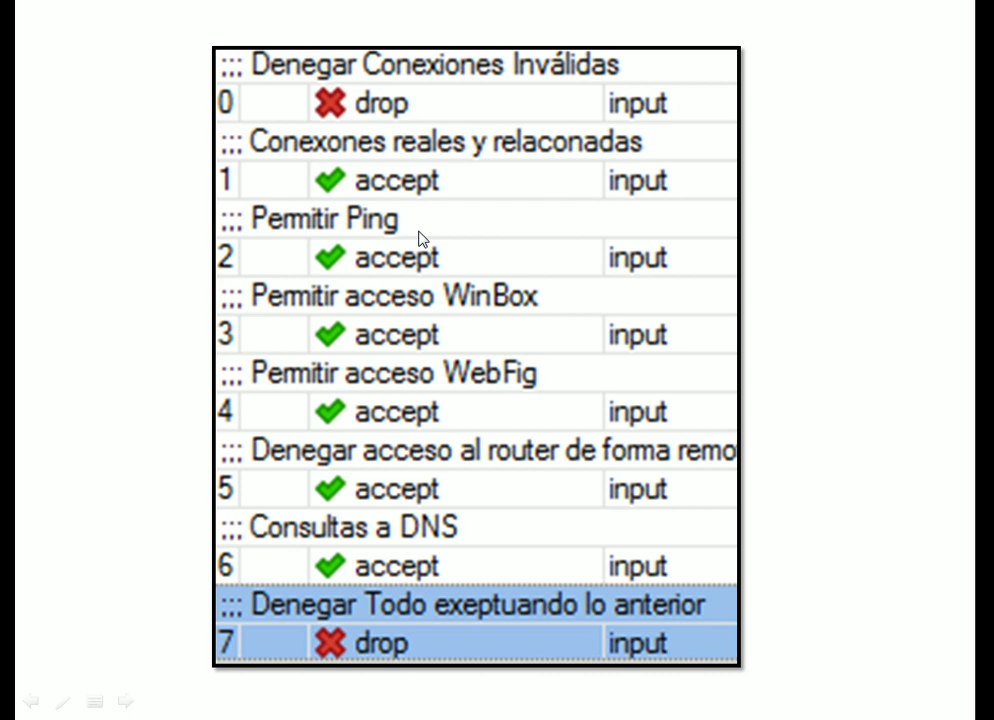 ;;; Denegar Conexiones Inválidas
0 drop input
;;; Conexones reales y relaconadas
1 accept input
;;; Permitir Ping
2 accept input
;;; Permitir acceso WinBox
3 accept input
;;; Permitir acceso WebFig
4 accept input
;;; Denegar acceso al router de forma remo
5 accept input
;;; Consultas a DNS
6 accept input
;;; Denegar Todo exeptuando lo anterior
7 drop input